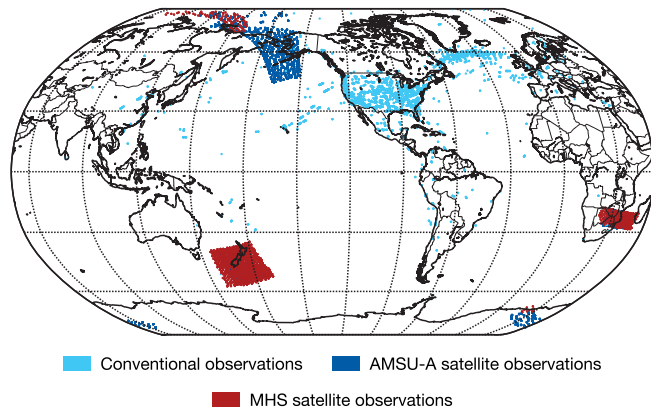 Conventional observations
AMSU-A satellite observations
MHS satellite observations